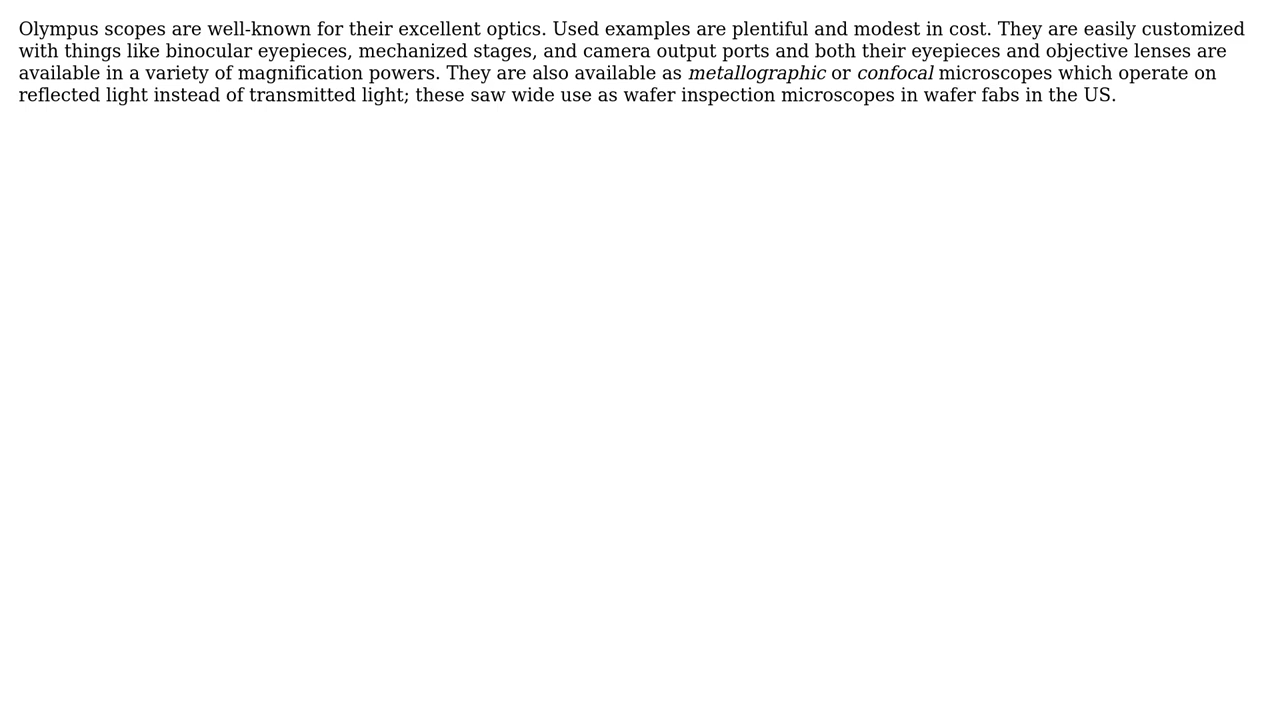 Olympus scopes are well-known for their excellent optics. Used examples are plentiful and modest in cost. They are easily customized
with things like binocular eyepieces, mechanized stages, and camera output ports and both their eyepieces and objective lenses are
available in a variety of magnification powers. They are also available as metallographic or confocal microscopes which operate on
reflected light instead of transmitted light; these saw wide use as wafer inspection microscopes in wafer fabs in the US.